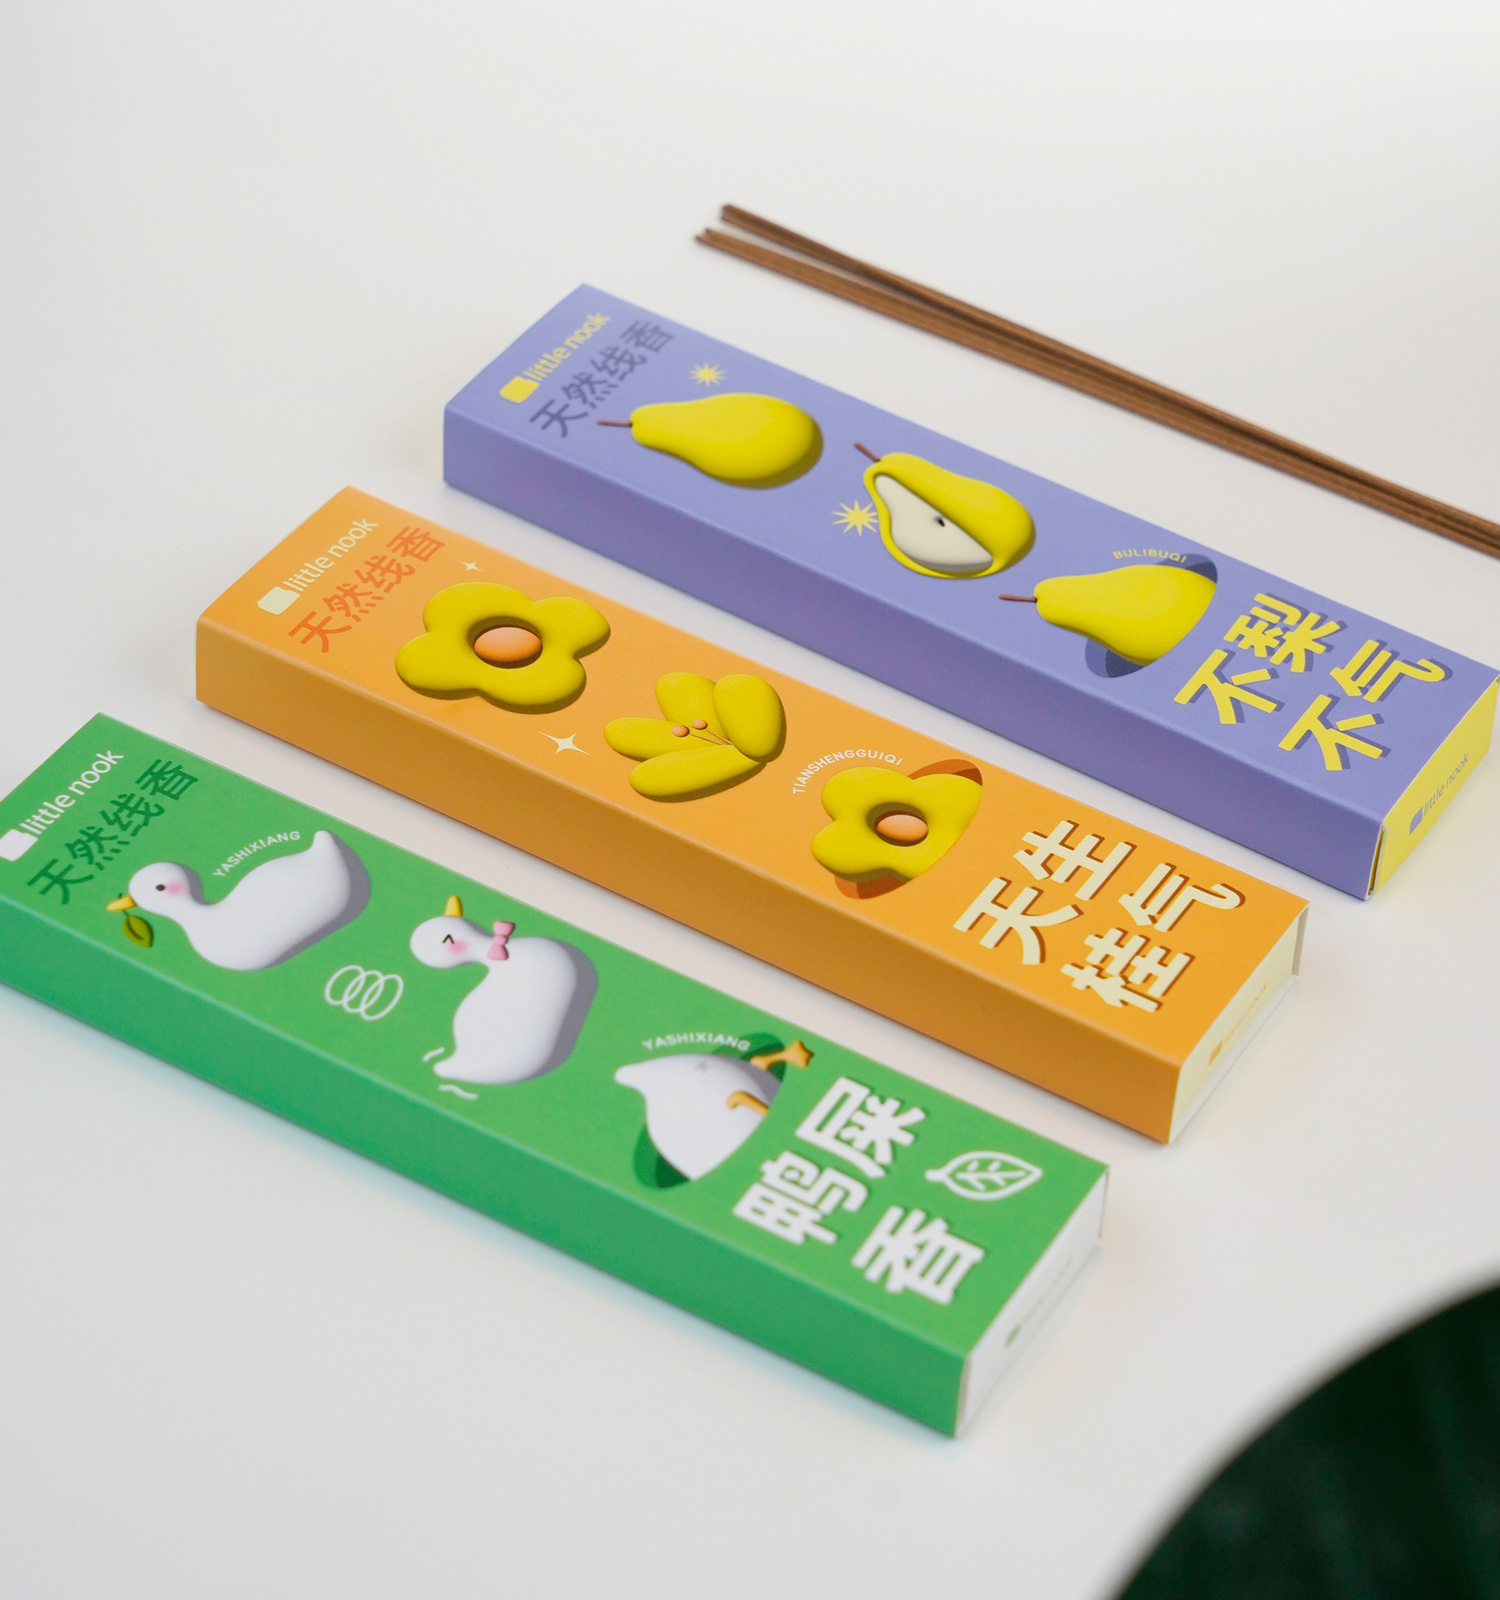 little nook
天然线香
BULIBUQI
不梨
不气
little nook
little nook
天然线香
TIANSHENGGUIQI
天生
桂气
little nook
天然线香
YASHIXIANG
YASHIXIANG
鸭屎
香